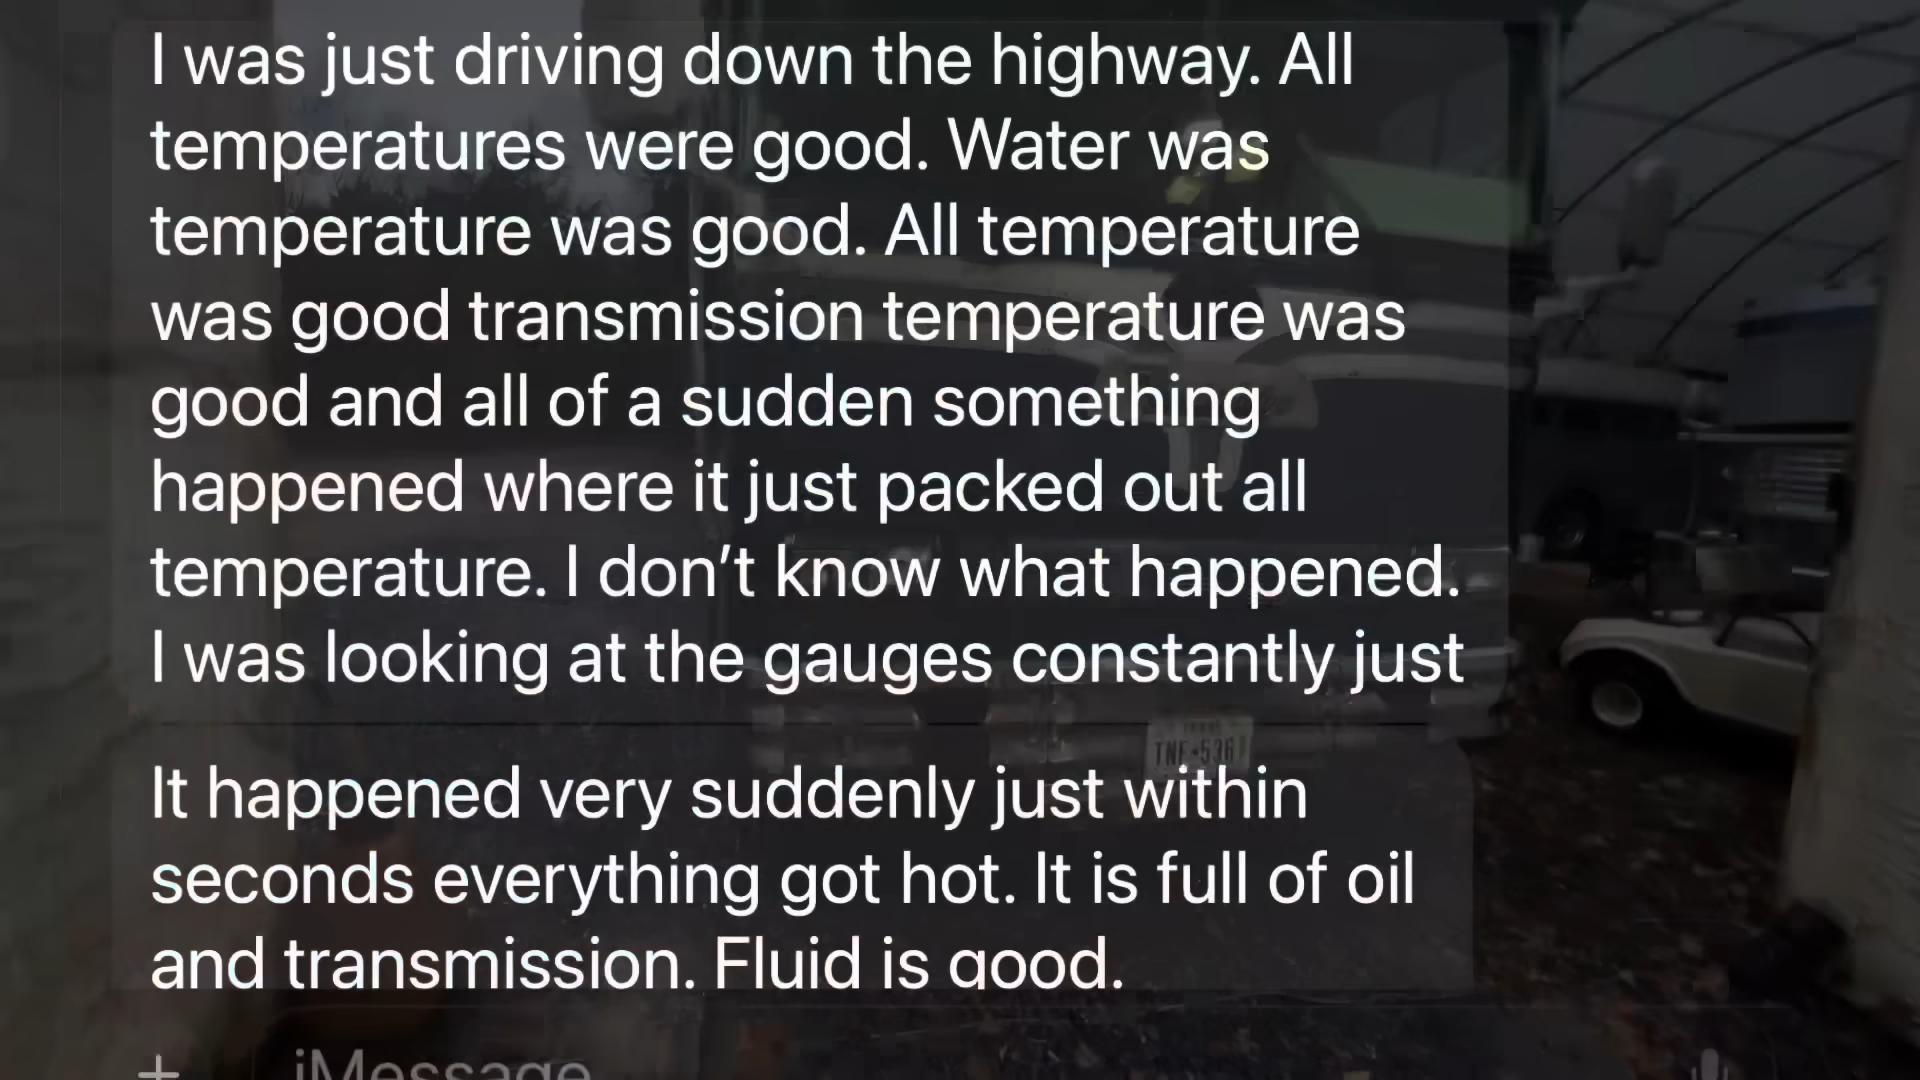 I was just driving down the highway. All
temperatures were good. Water was
temperature was good. All temperature
was good transmission temperature was
good and all of a sudden something
happened where it just packed out all
temperature. I don’t know what happened.
I was looking at the gauges constantly just
TNF•536
It happened very suddenly just within
seconds everything got hot. It is full of oil
and transmission. Fluid is good.
+ iMessage